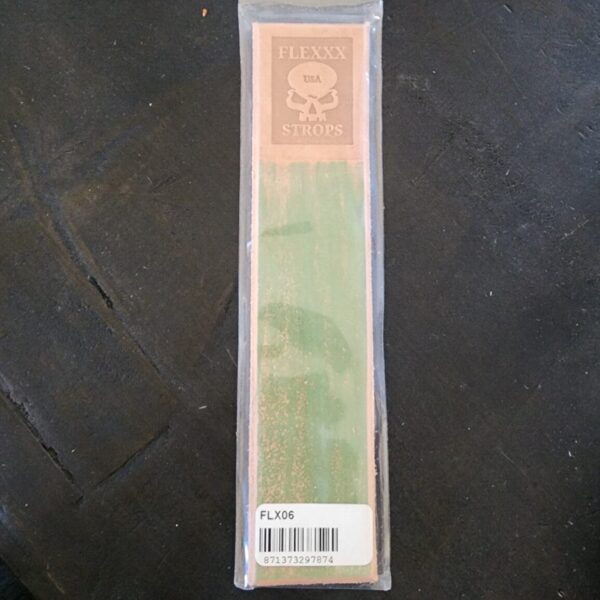 FLEXXX
USA
STROPS
FLX06
871373297874